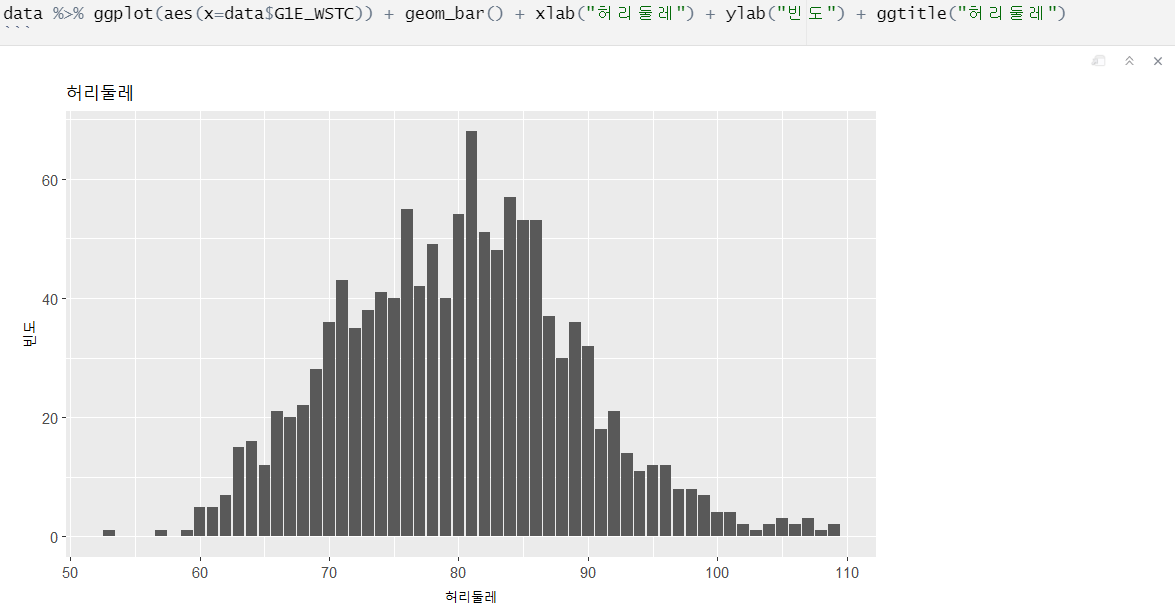 data %>% ggplot(aes(x=data$G1E_WSTC)) + geom_bar() + xlab("허리둘레") + ylab("빈도") + ggtitle("허리둘레")
```
허리둘레
60
40
20
0
빈도
50 60 70 80 90 100 110
허리둘레